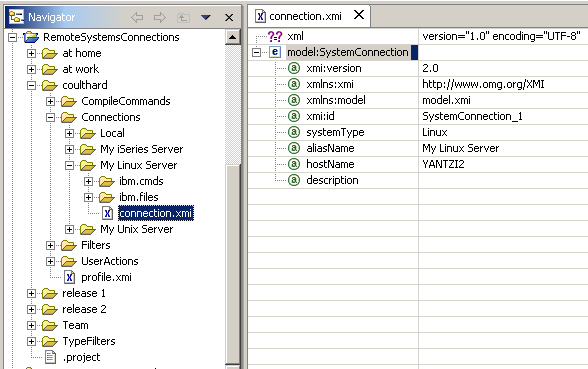 Navigator
RemoteSystemsConnections
at home
at work
coulthard
CompileCommands
Connections
Local
My iSeries Server
My Linux Server
ibm.cmds
ibm.files
connection.xmi
My Unix Server
Filters
UserActions
profile.xmi
release 1
release 2
Team
TypeFilters
.project
connection.xmi
?? xml version="1.0" encoding="UTF-8"
e model:SystemConnection
a xmi:version 2.0
a xmlns:xmi http://www.omg.org/XMI
a xmlns:model model.xmi
a xmi:id SystemConnection_1
a systemType Linux
a aliasName My Linux Server
a hostName YANTZI2
a description